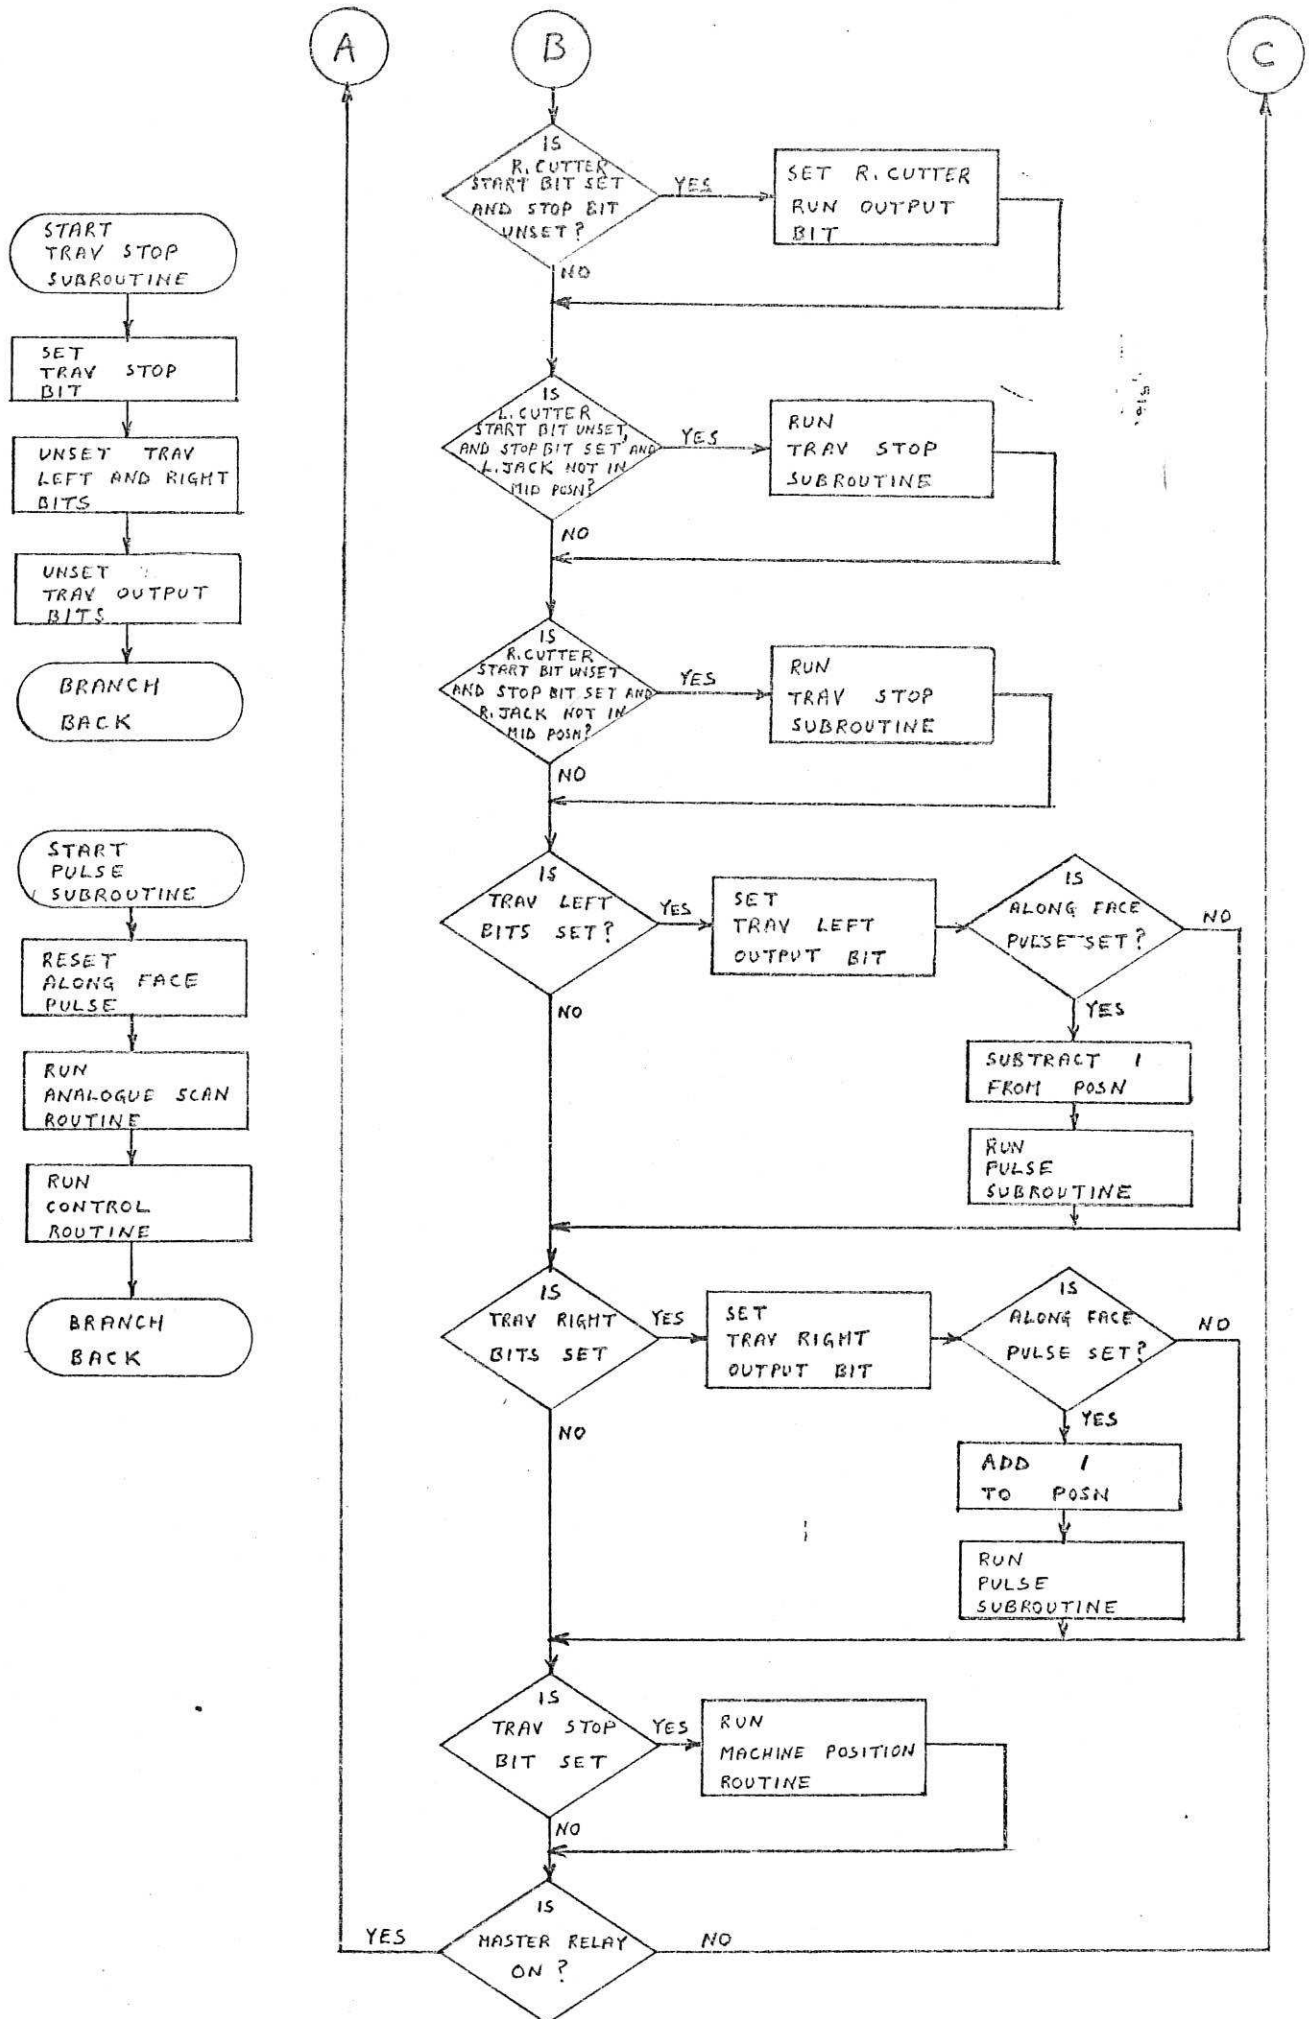 A
B
C
IS
R. CUTTER
START BIT SET
AND STOP BIT
UNSET?
YES
SET R. CUTTER
RUN OUTPUT
BIT
NO
START
TRAV STOP
SUBROUTINE
SET
TRAV STOP
BIT
UNSET TRAV
LEFT AND RIGHT
BITS
UNSET
TRAV OUTPUT
BITS
BRANCH
BACK
IS
L. CUTTER
START BIT UNSET,
AND STOP BIT SET, AND
L. JACK NOT IN
MID POSN?
YES
RUN
TRAV STOP
SUBROUTINE
NO
IS
R. CUTTER
START BIT UNSET
AND STOP BIT SET AND
R. JACK NOT IN
MID POSN?
YES
RUN
TRAV STOP
SUBROUTINE
NO
START
PULSE
SUBROUTINE
RESET
ALONG FACE
PULSE
RUN
ANALOGUE SCAN
ROUTINE
RUN
CONTROL
ROUTINE
BRANCH
BACK
IS
TRAV LEFT
BITS SET?
YES
SET
TRAV LEFT
OUTPUT BIT
IS
ALONG FACE
PULSE SET?
NO
YES
NO
SUBTRACT 1
FROM POSN
RUN
PULSE
SUBROUTINE
IS
TRAV RIGHT
BITS SET
YES
SET
TRAV RIGHT
OUTPUT BIT
IS
ALONG FACE
PULSE SET?
NO
YES
NO
ADD 1
TO POSN
RUN
PULSE
SUBROUTINE
IS
TRAV STOP
BIT SET
YES
RUN
MACHINE POSITION
ROUTINE
NO
IS
MASTER RELAY
ON?
YES
NO